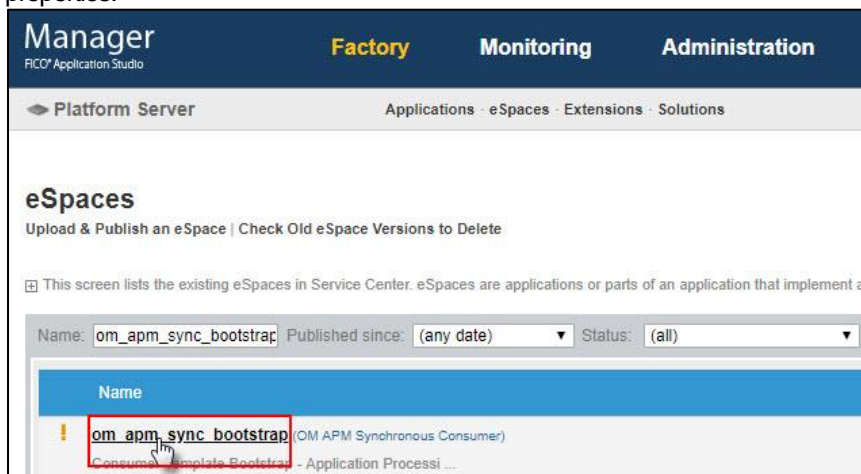 properties.
Manager
FICO® Application Studio
Factory Monitoring Administration
Platform Server
Applications · eSpaces · Extensions · Solutions
eSpaces
Upload & Publish an eSpace | Check Old eSpace Versions to Delete
This screen lists the existing eSpaces in Service Center. eSpaces are applications or parts of an application that implement a
Name: om_apm_sync_bootstrap Published since: (any date) Status: (all)
Name
! om_apm_sync_bootstrap (OM APM Synchronous Consumer)
Consumer Template Bootstrap - Application Processi ...